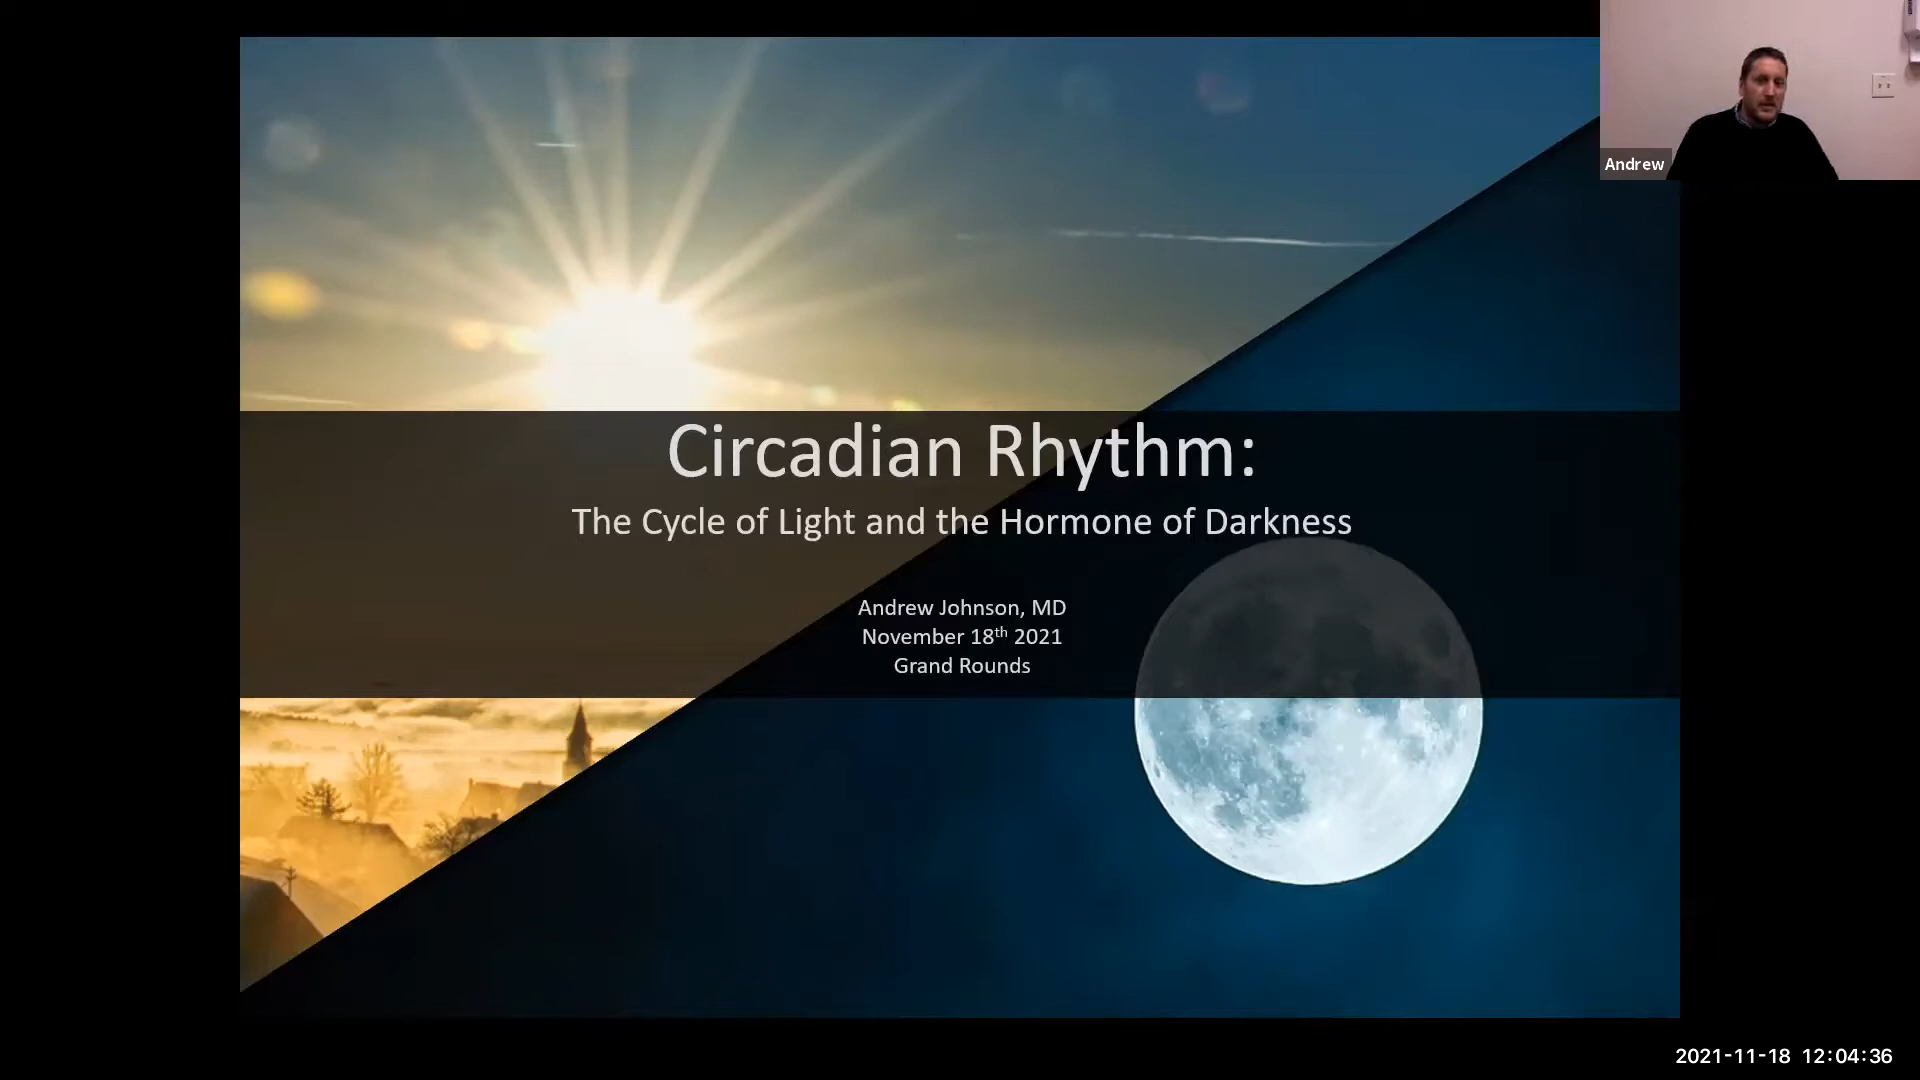 Andrew
Circadian Rhythm:
The Cycle of Light and the Hormone of Darkness
Andrew Johnson, MD
November 18th 2021
Grand Rounds
2021-11-18 12:04:36